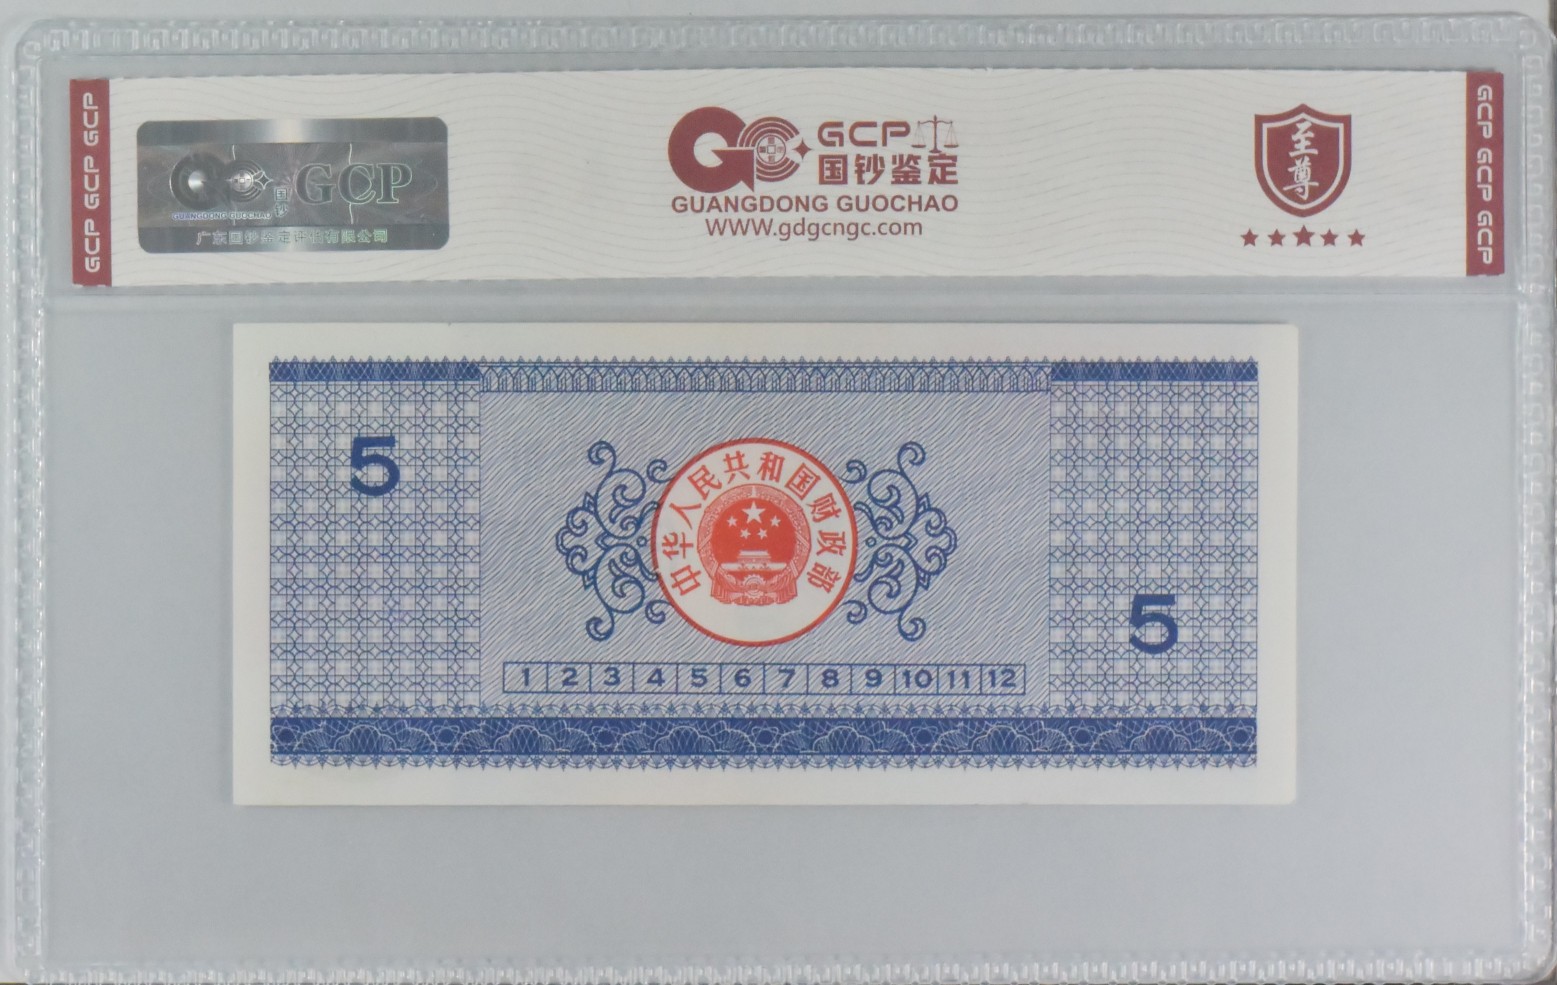 GCP GCP GCP
GCP
国钞
GUANGDONG GUOCHAO
广东国钞鉴定评估有限公司
GCP
国钞鉴定
GUANGDONG GUOCHAO
WWW.gdgcngc.com
至尊
GCP GCP GCP
5
中华人民共和国财政部
5
1 2 3 4 5 6 7 8 9 10 11 12